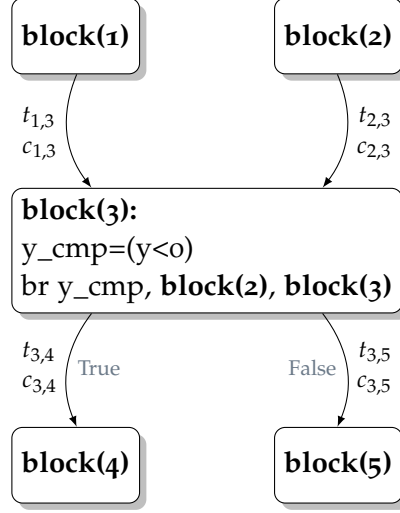 block(1)
block(2)
t1,3
c1,3
t2,3
c2,3
block(3):
y_cmp=(y<0)
br y_cmp, block(2), block(3)
t3,4
c3,4
True
False
t3,5
c3,5
block(4)
block(5)